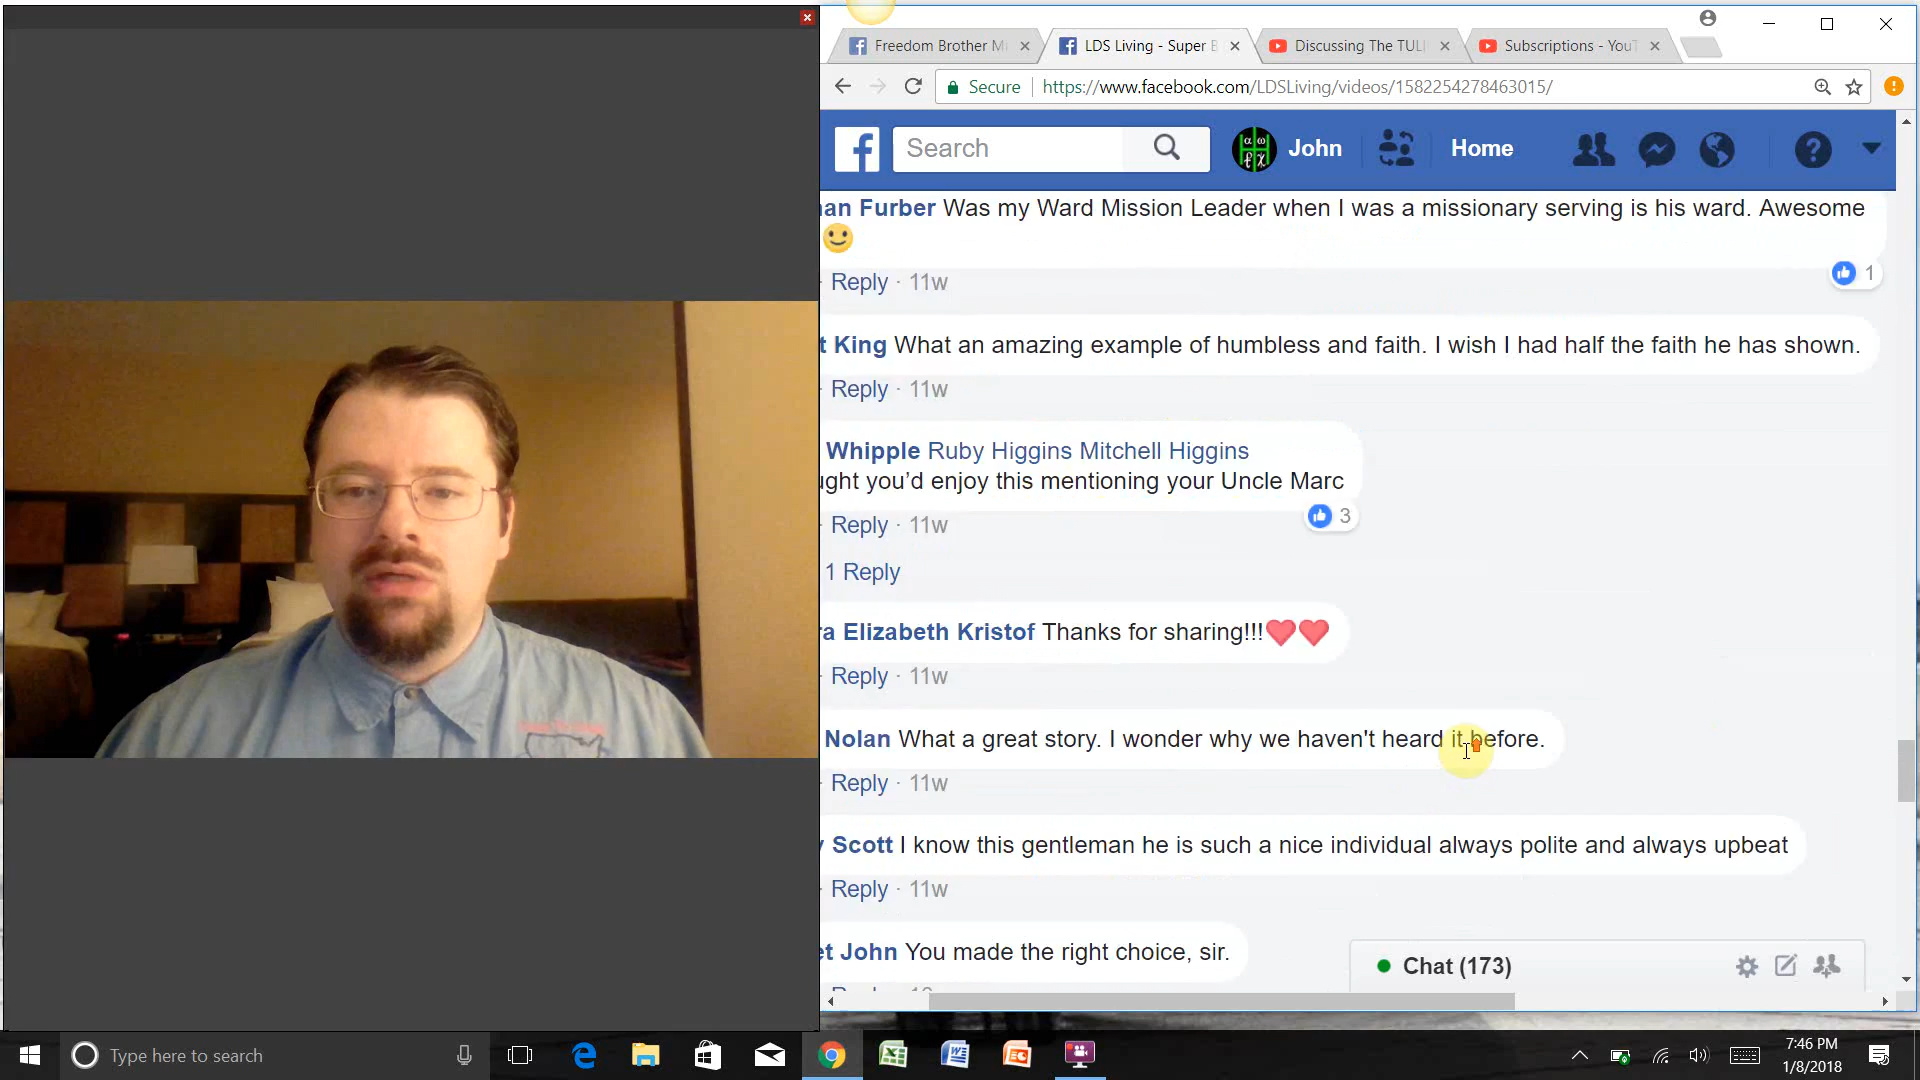 Freedom Brother Mi
LDS Living - Super B
Discussing The TULI
Subscriptions - YouT
Secure
https://www.facebook.com/LDSLiving/videos/1582254278463015/
Search
John
Home
an Furber Was my Ward Mission Leader when I was a missionary serving is his ward. Awesome
1
Reply · 11w
t King What an amazing example of humbless and faith. I wish I had half the faith he has shown.
Reply · 11w
Whipple Ruby Higgins Mitchell Higgins
ught you'd enjoy this mentioning your Uncle Marc
3
Reply · 11w
1 Reply
ra Elizabeth Kristof Thanks for sharing!!!
Reply · 11w
Nolan What a great story. I wonder why we haven't heard it before.
Reply · 11w
y Scott I know this gentleman he is such a nice individual always polite and always upbeat
Reply · 11w
et John You made the right choice, sir.
Chat (173)
Type here to search
7:46 PM
1/8/2018